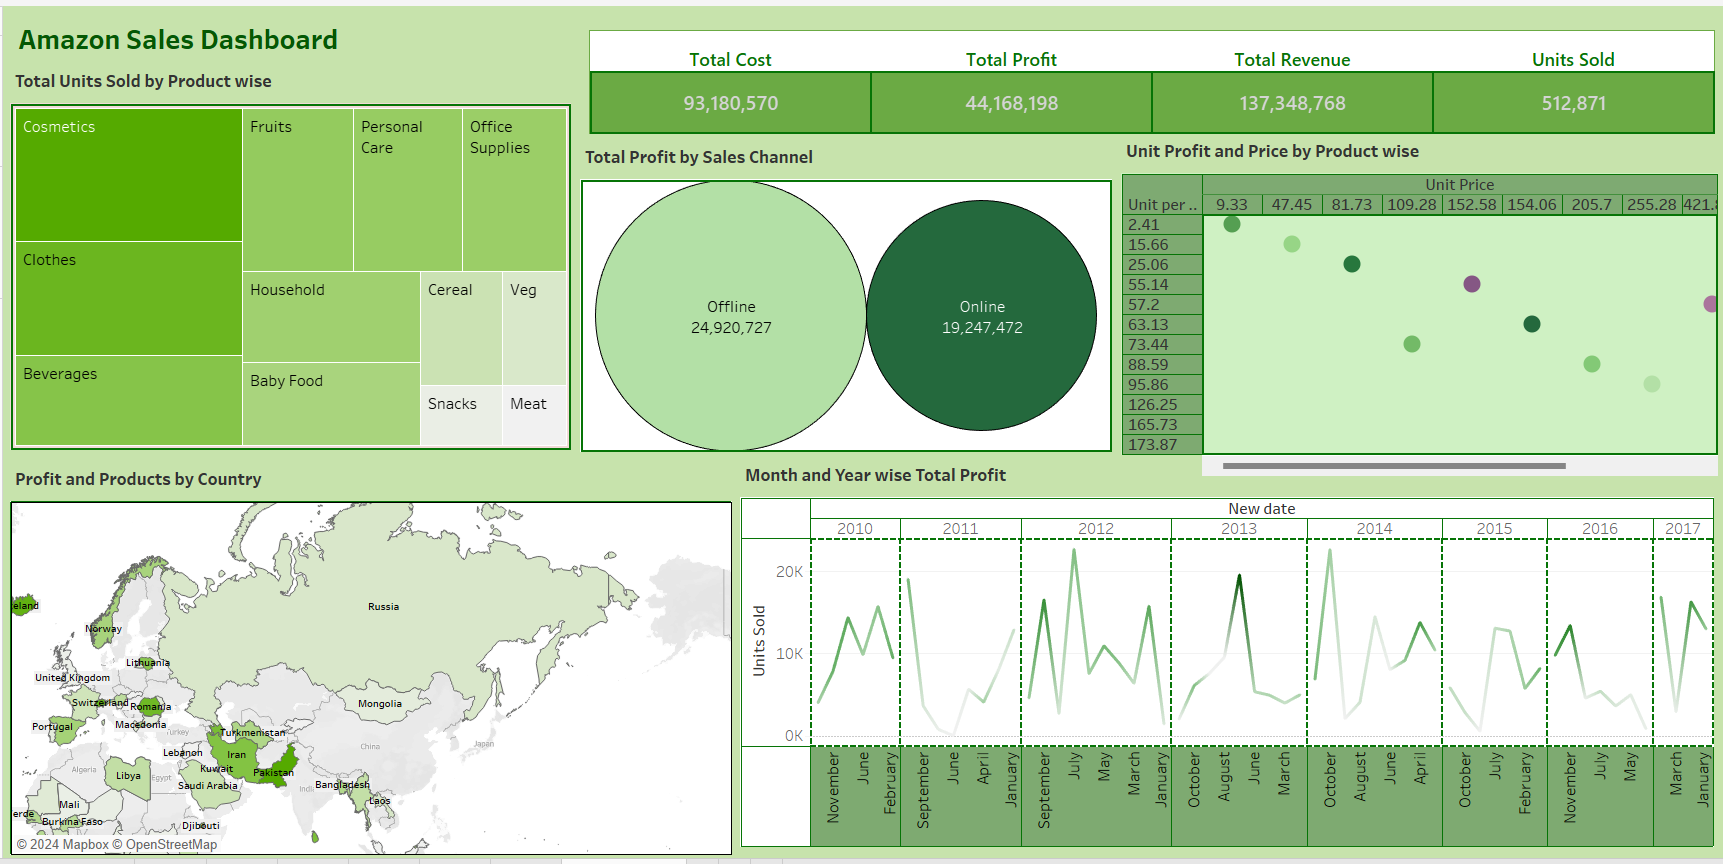 Amazon Sales Dashboard
Total Units Sold by Product wise
Cosmetics
Clothes
Beverages
Fruits
Personal
Care
Office
Supplies
Household
Baby Food
Cereal
Veg
Snacks
Meat
Total Cost Total Profit Total Revenue Units Sold
93,180,570 44,168,198 137,348,768 512,871
Total Profit by Sales Channel
Offline
24,920,727
Online
19,247,472
Unit Profit and Price by Product wise
Unit Price
Unit per .. 9.33 47.45 81.73 109.28 152.58 154.06 205.7 255.28
2.41
15.66
25.06
55.14
57.2
63.13
73.44
88.59
95.86
126.25
165.73
173.87
Profit and Products by Country
eland
Norway
Russia
Lithuania
United Kingdom
Switzerland
Romania
Mongolia
Portugal
Macedonia
Turkey
Turkmenistan
China
Japan
Lebanon
Iran
Algeria
Libya
Egypt
Kuwait
Pakistan
Saudi Arabia
Bangladesh
Laos
Mali
erde
Burkina Faso
Djibouti
© 2024 Mapbox © OpenStreetMap
Month and Year wise Total Profit
New date
2010 2011 2012 2013 2014 2015 2016 2017
Units Sold
20K
10K
0K
November
June
February
September
June
April
January
September
July
May
March
January
October
August
June
March
October
August
June
April
October
July
February
November
July
May
March
January